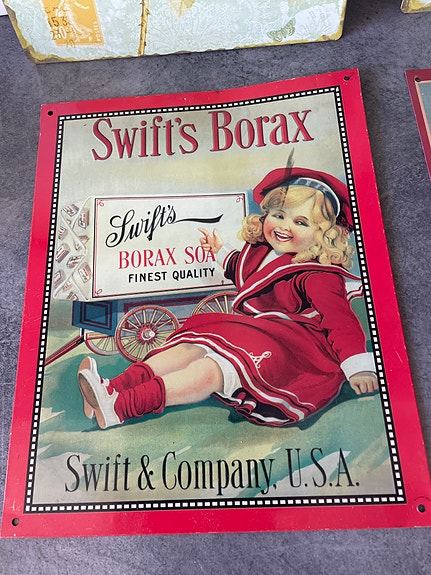 Swift's Borax
Swift's
BORAX SOA
FINEST QUALITY
Swift & Company, U.S.A.